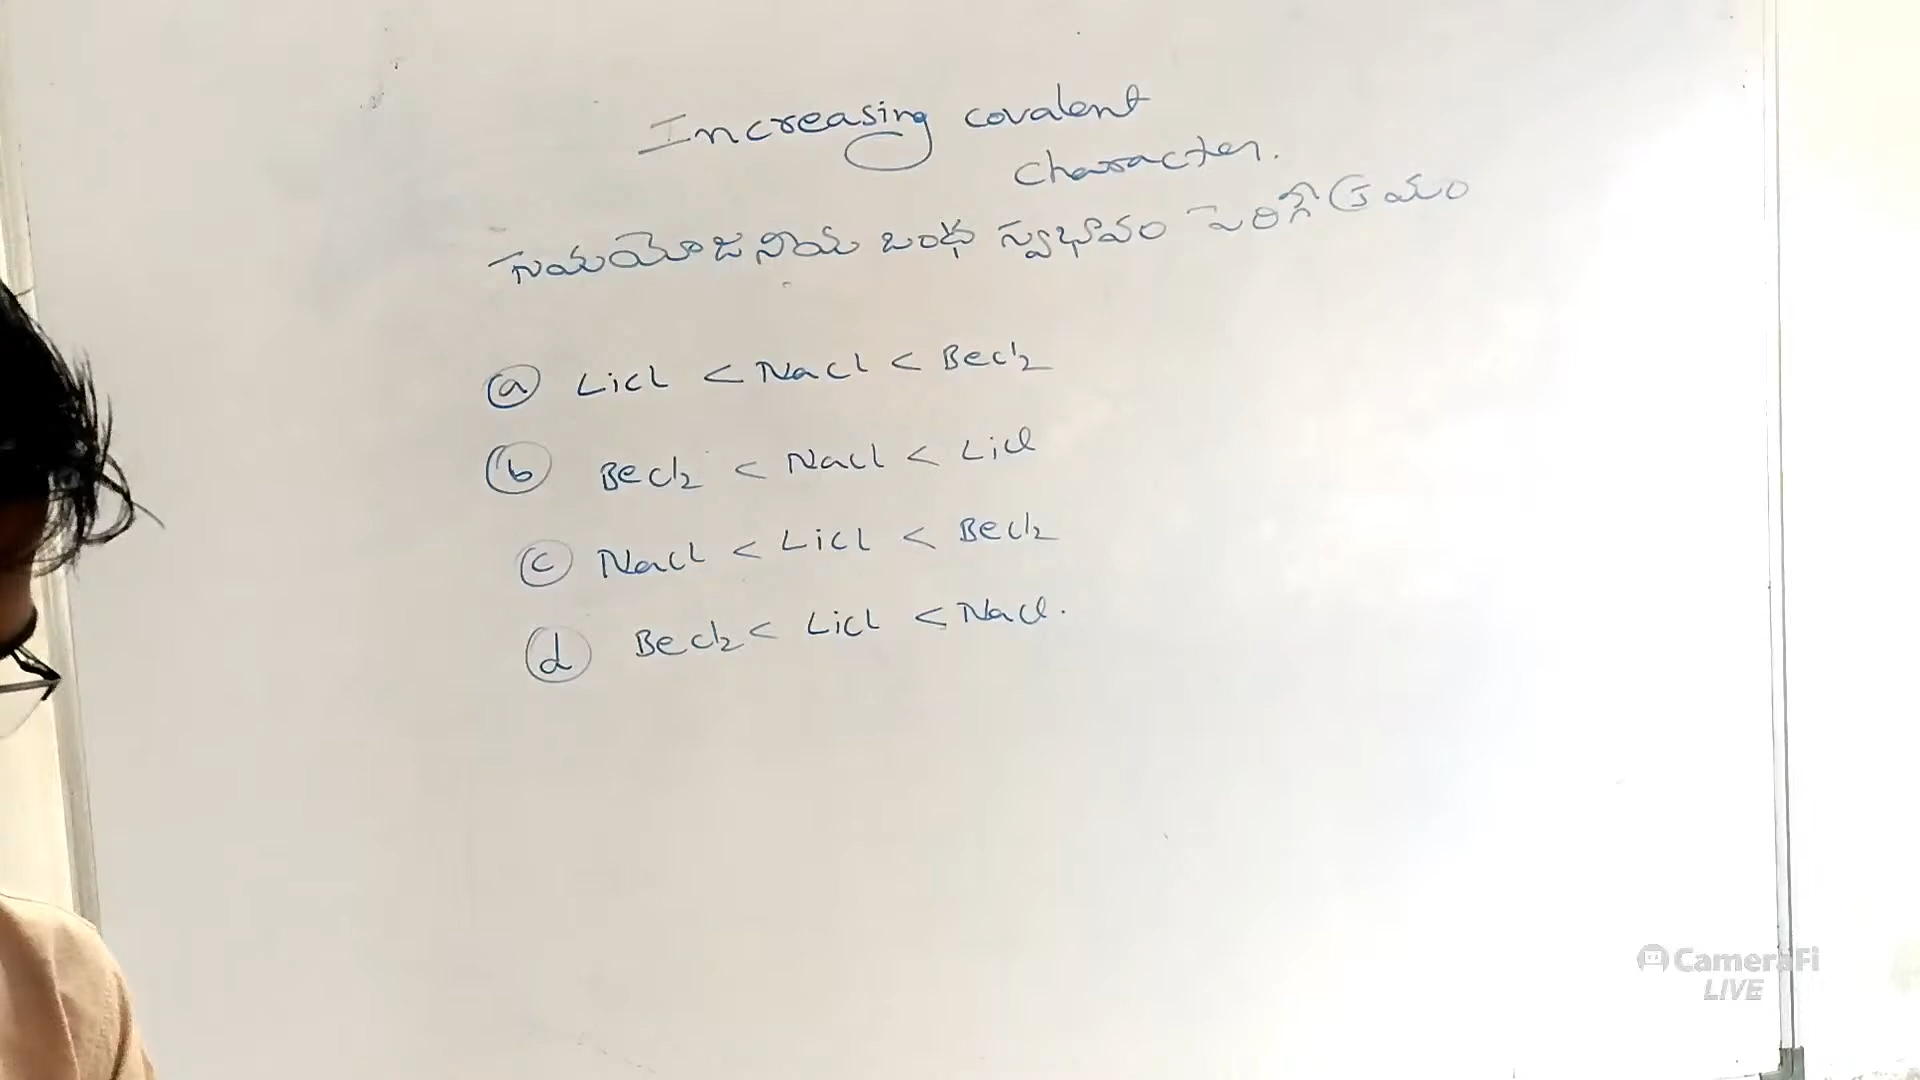 Increasing covalent
character.
సమయోజనీయ బంధ స్వభావం పెరిగే క్రమం
(a) LiCl < NaCl < BeCl2
(b) BeCl2 < NaCl < LiCl
(c) NaCl < LiCl < BeCl2
(d) BeCl2 < LiCl < NaCl.
CameraFi
LIVE